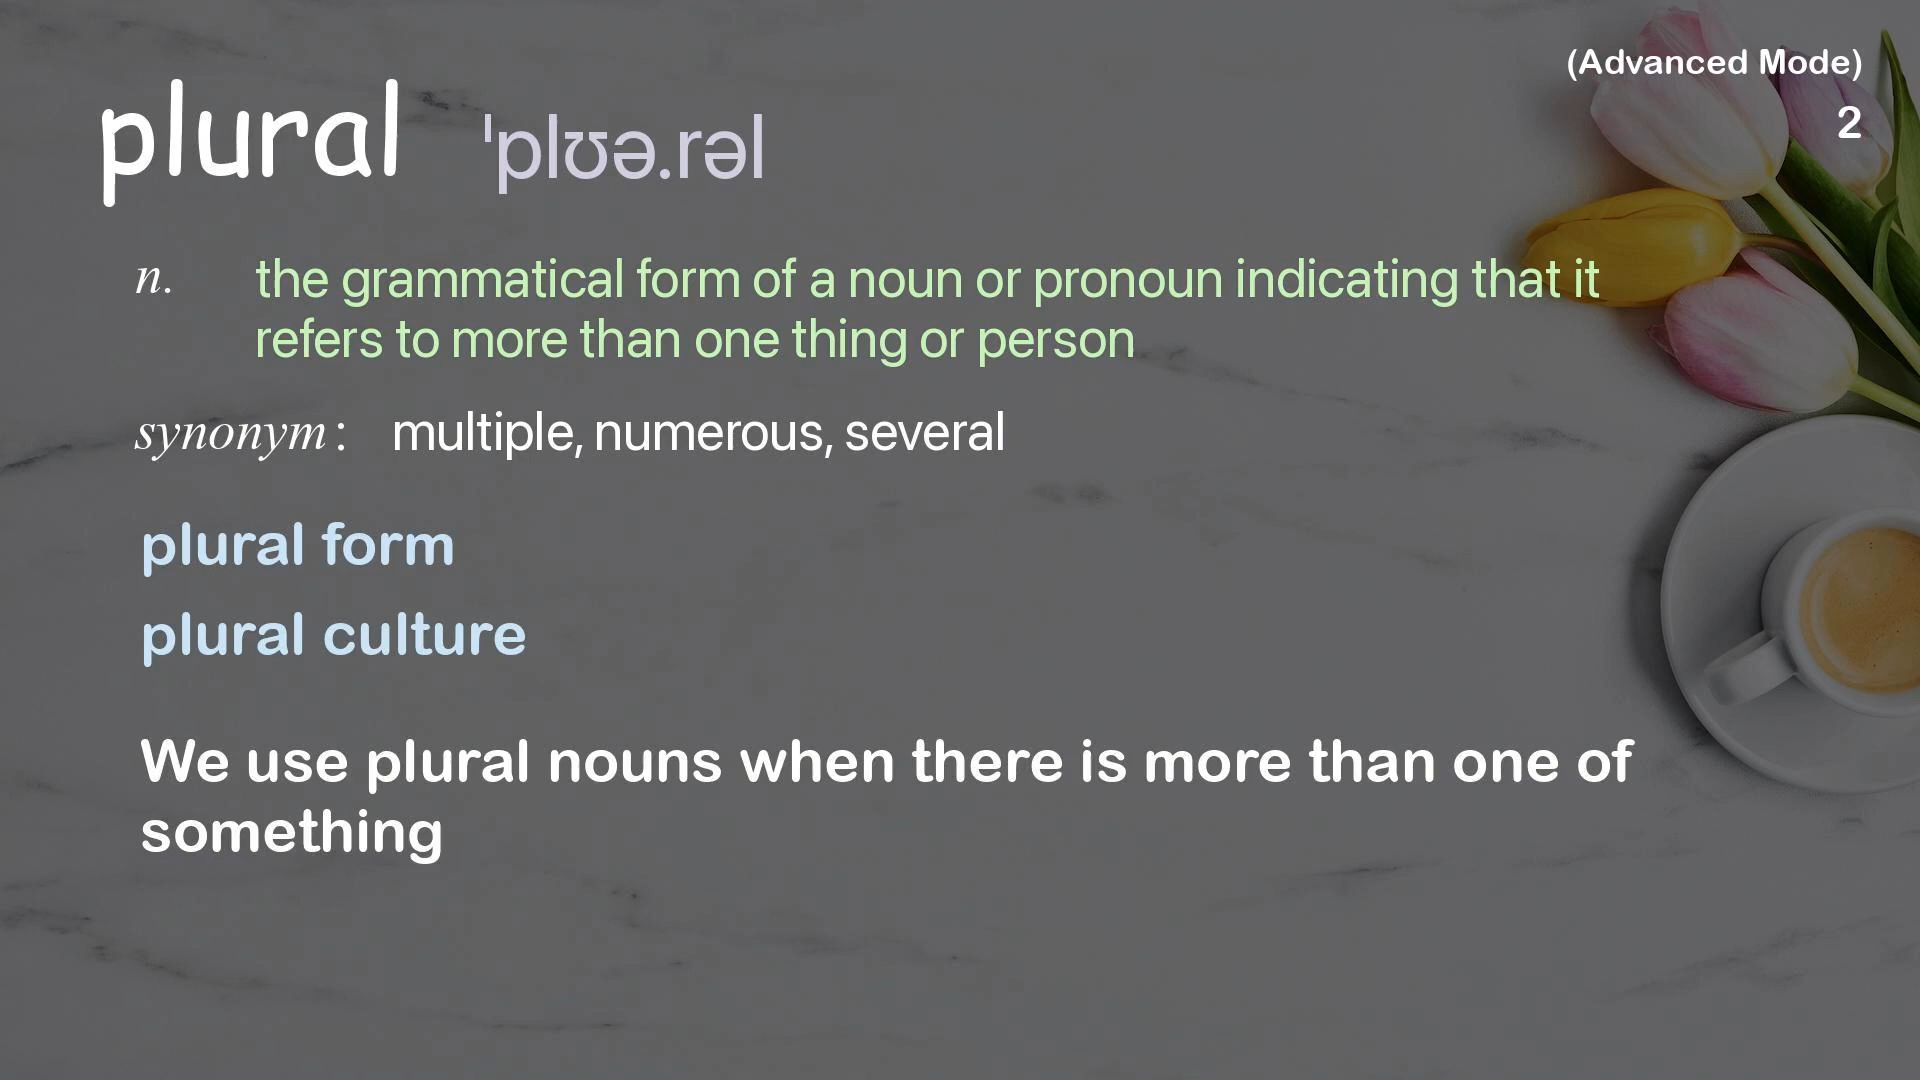 (Advanced Mode)
2
plural ˈplʊə.rəl
n. the grammatical form of a noun or pronoun indicating that it
refers to more than one thing or person
synonym: multiple, numerous, several
plural form
plural culture
We use plural nouns when there is more than one of
something